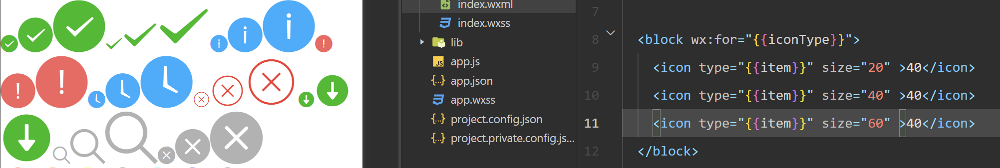 index.wxml
index.wxss
lib
JS app.js
{...} app.json
app.wxss
{...} project.config.json
{...} project.private.config.js...
7
8 <block wx:for="{{iconType}}">
9 <icon type="{{item}}" size="20" >40</icon>
10 <icon type="{{item}}" size="40" >40</icon>
11 <icon type="{{item}}" size="60" >40</icon>
12 </block>